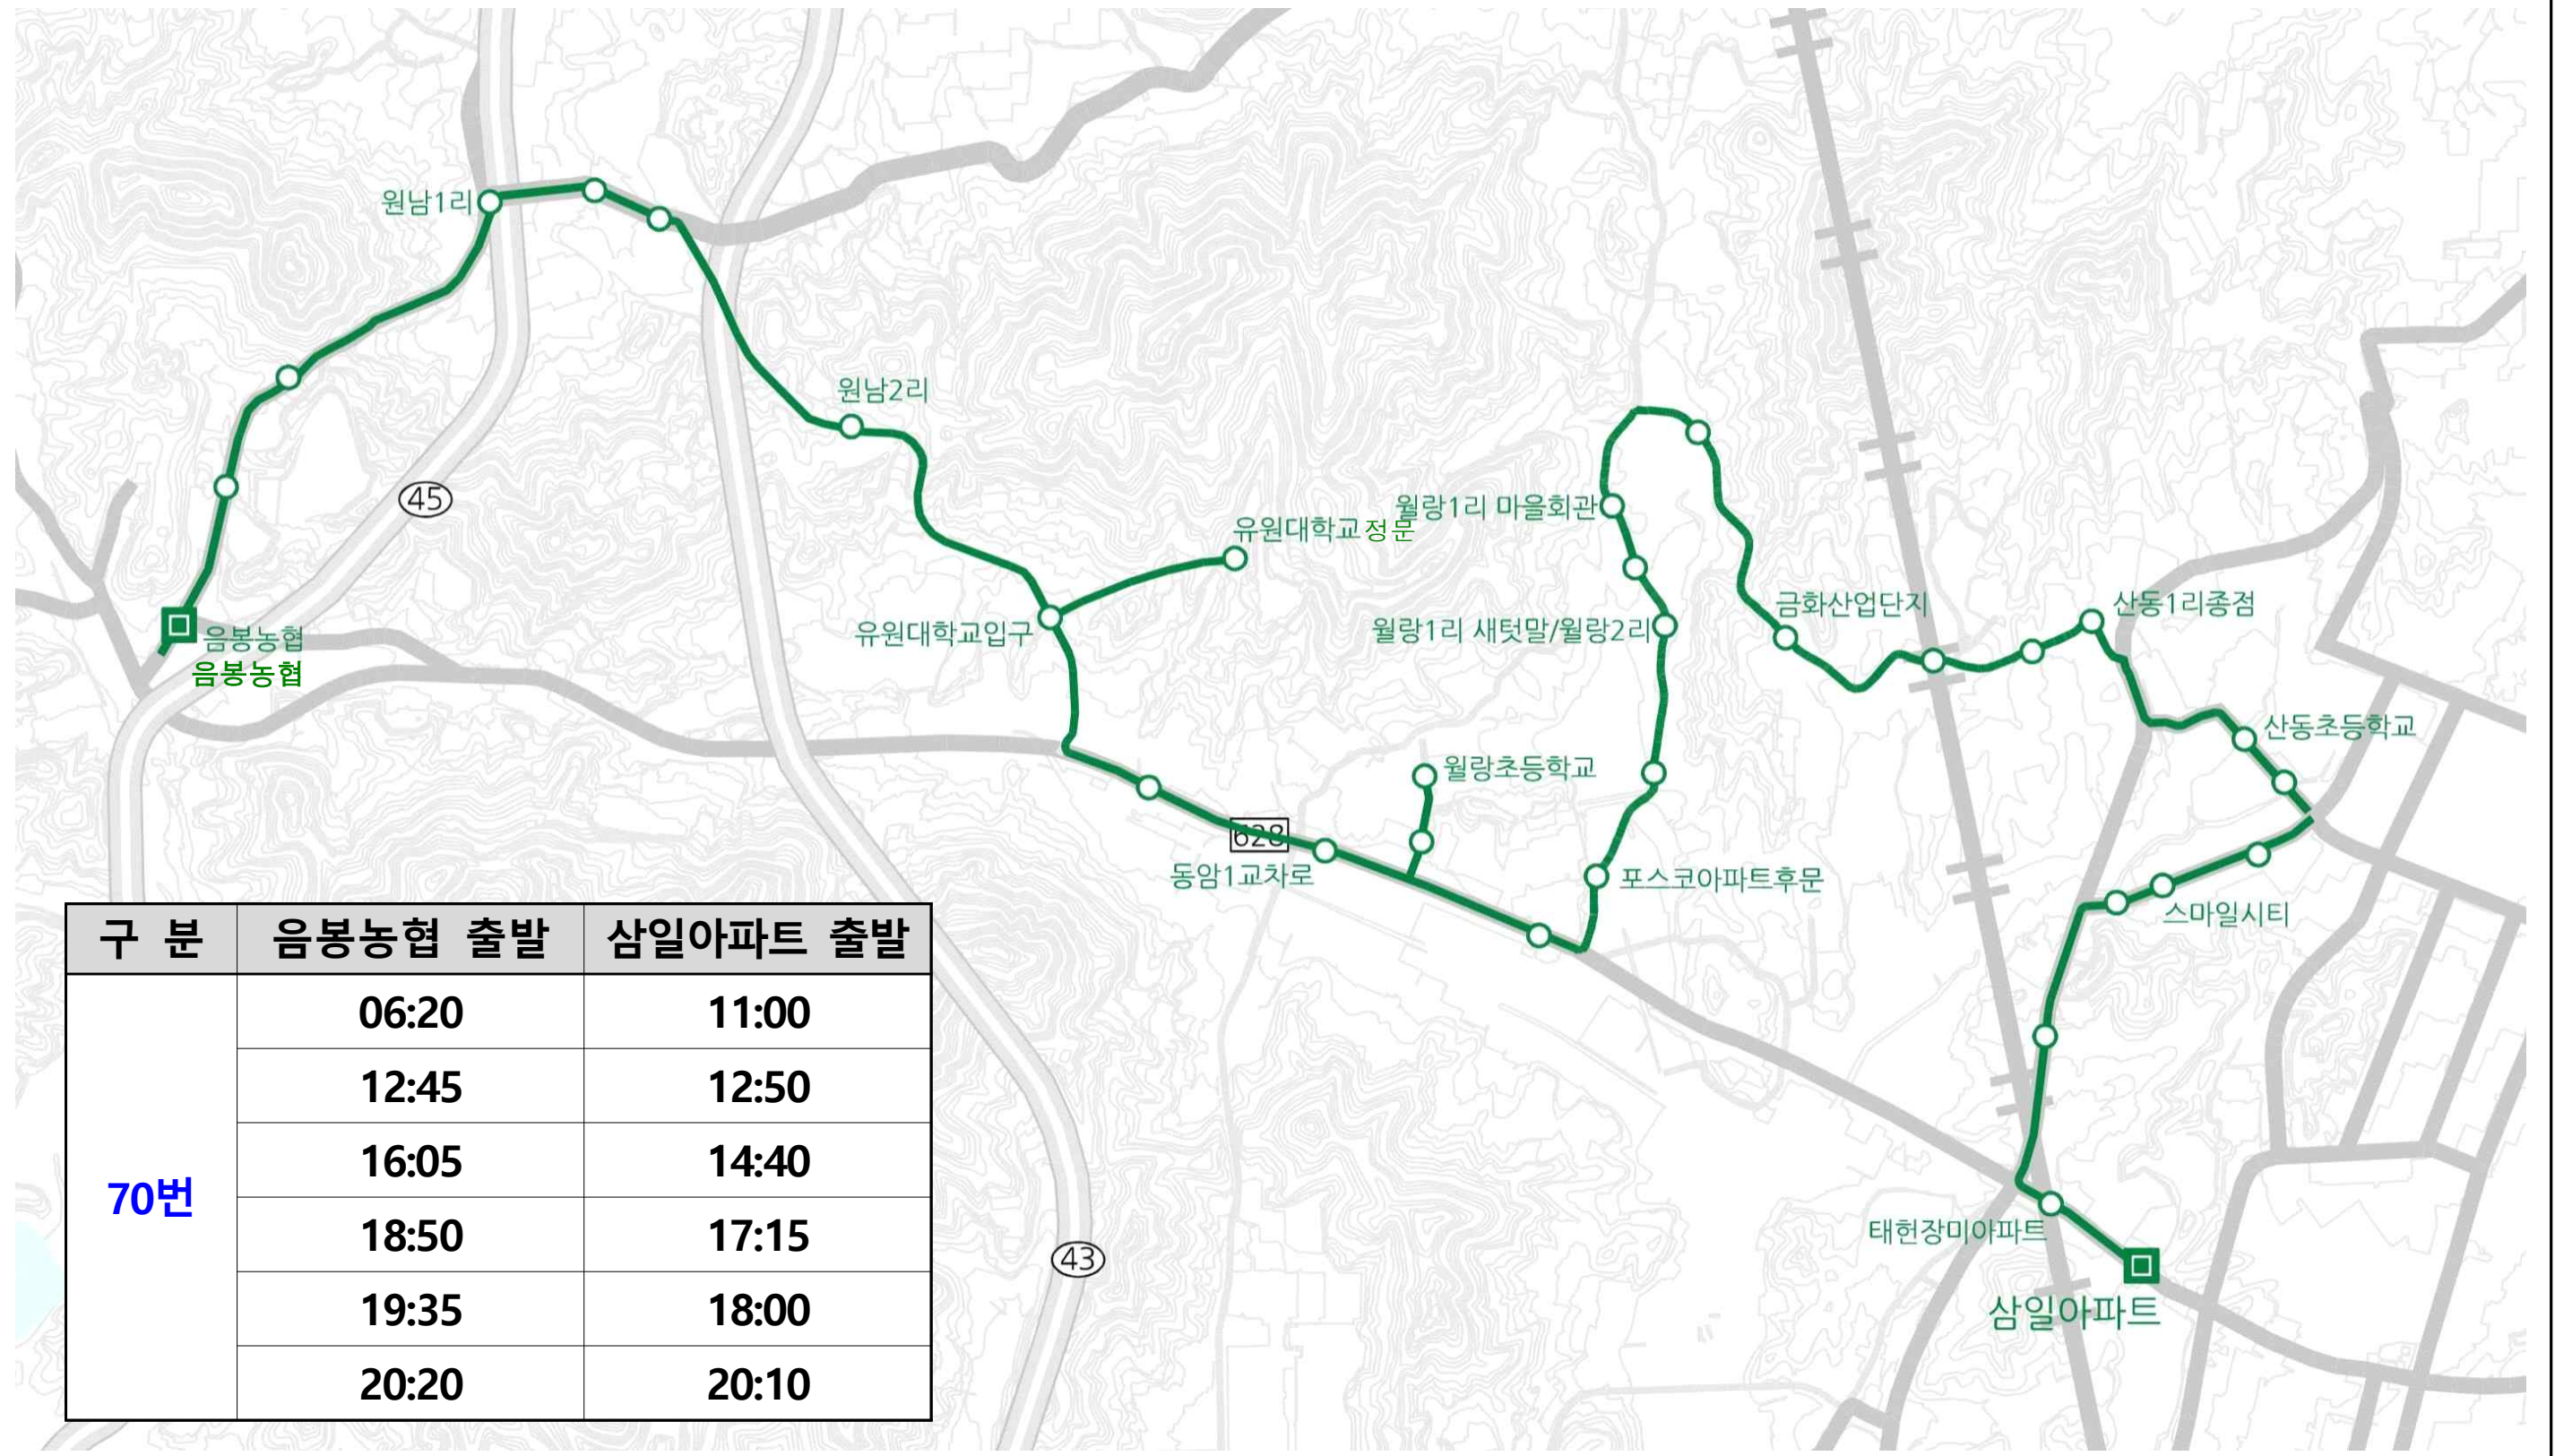 원남1리
원남2리
45
월랑1리 마을회관
유원대학교 정문
금화산업단지
산동1리종점
유원대학교입구
월랑1리 새텃말/월랑2리
음봉농협
음봉농협
산동초등학교
월랑초등학교
628
동암1교차로
포스코아파트후문
스마일시티
구 분 음봉농협 출발 삼일아파트 출발
70번
06:20 11:00
12:45 12:50
16:05 14:40
18:50 17:15
19:35 18:00
20:20 20:10
43
태헌장미아파트
삼일아파트